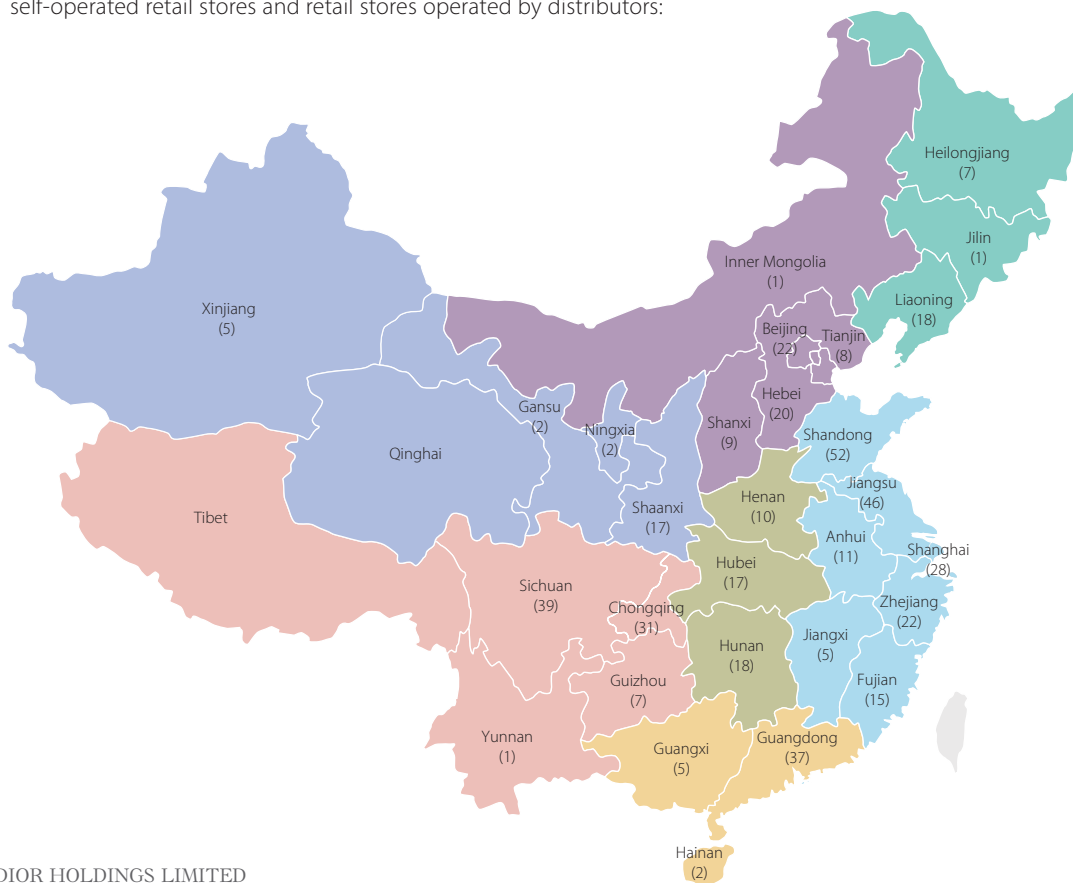 self-operated retail stores and retail stores operated by distributors:
Heilongjiang
(7)
Jilin
(1)
Inner Mongolia
(1)
Liaoning
(18)
Xinjiang
(5)
Beijing
(22)
Tianjin
(8)
Hebei
(20)
Gansu
(2)
Ningxia
(2)
Shanxi
(9)
Shandong
(52)
Qinghai
Jiangsu
(46)
Henan
(10)
Shaanxi
(17)
Tibet
Anhui
(11)
Shanghai
(28)
Hubei
(17)
Sichuan
(39)
Zhejiang
(22)
Chongqing
(31)
Jiangxi
(5)
Hunan
(18)
Guizhou
(7)
Fujian
(15)
Yunnan
(1)
Guangxi
(5)
Guangdong
(37)
Hainan
(2)
DIOR HOLDINGS LIMITED